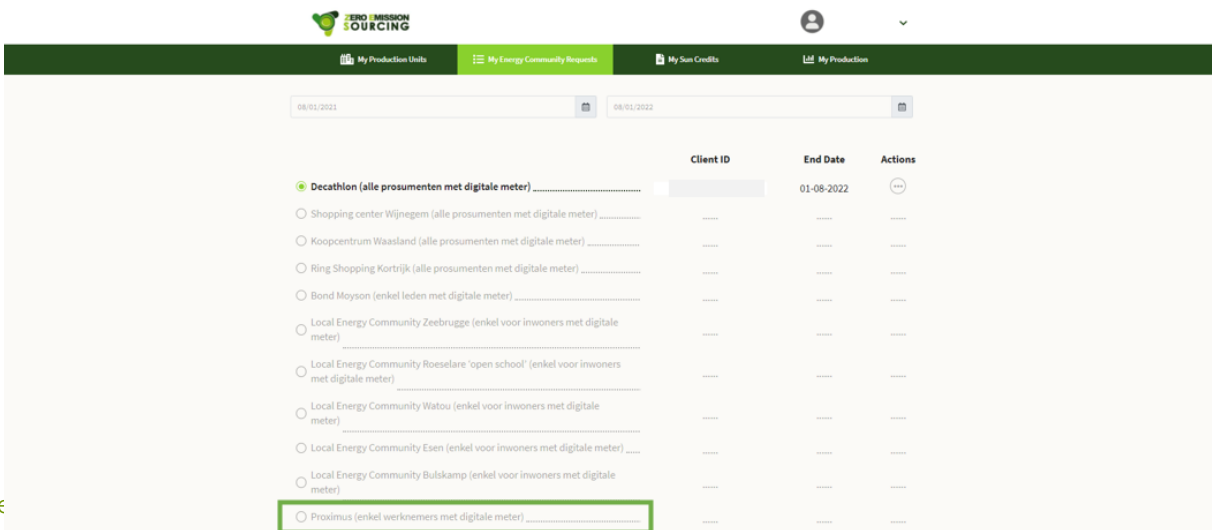 ZERO EMISSION
SOURCING
My Production Units
My Energy Community Requests
My Sun Credits
My Production
08/01/2021
08/01/2022
Client ID
End Date
Actions
Decathlon (alle prosumenten met digitale meter)
01-08-2022
Shopping center Wijnegem (alle prosumenten met digitale meter)
Koopcentrum Waasland (alle prosumenten met digitale meter)
Ring Shopping Kortrijk (alle prosumenten met digitale meter)
Bond Moyson (enkel leden met digitale meter)
Local Energy Community Zeebrugge (enkel voor inwoners met digitale
meter)
Local Energy Community Roeselare 'open school' (enkel voor inwoners
met digitale meter)
Local Energy Community Watou (enkel voor inwoners met digitale
meter)
Local Energy Community Esen (enkel voor inwoners met digitale meter)
Local Energy Community Bulskamp (enkel voor inwoners met digitale
meter)
Proximus (enkel werknemers met digitale meter)